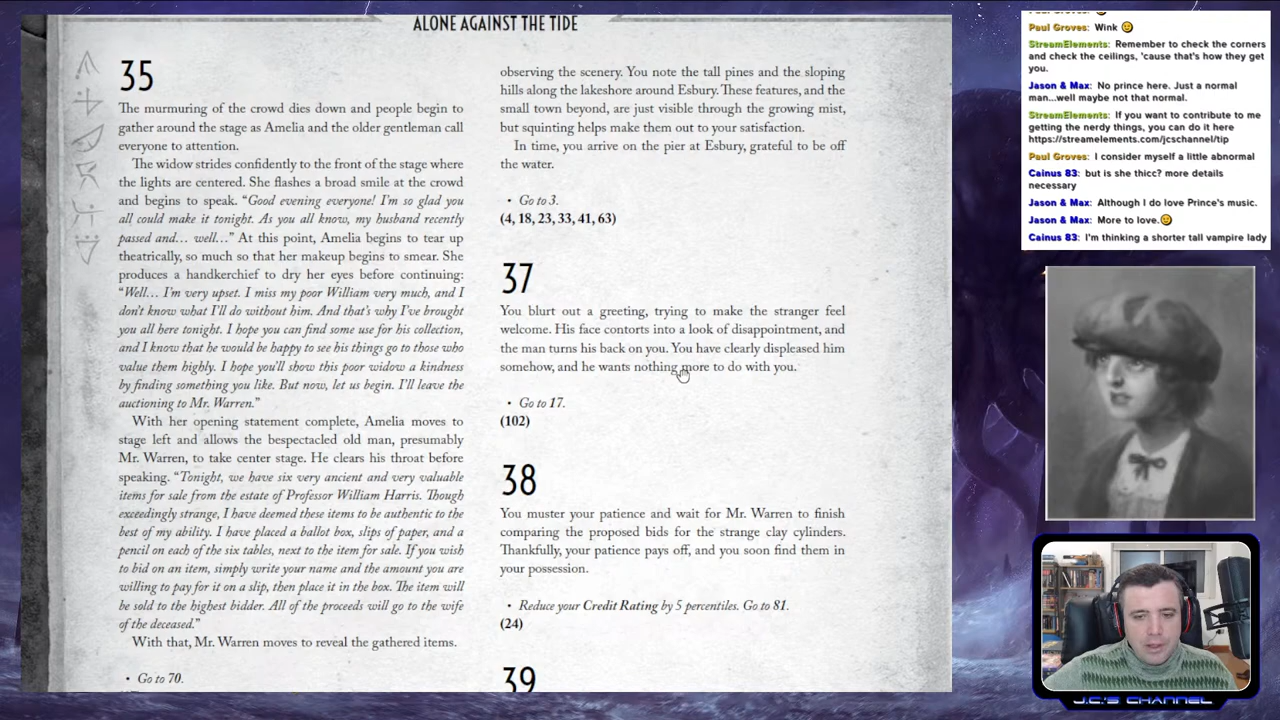 ALONE AGAINST THE TIDE
35
The murmuring of the crowd dies down as people begin to
gather around the stage as Amelia and the older gentleman call
everyone to attention.
The widow strides confidently to the front of the stage where
the lights are centered. She flashes a broad smile at the crowd
and begins to speak. “Good evening everyone! I'm so glad you
all could make it tonight. As you all know, my husband recently
passed and… well…” At this point, Amelia begins to tear up
theatrically, so much so that her makeup begins to smear. She
produces a handkerchief to dry her eyes before continuing:
“Well… I'm very upset. I miss my poor William very much, and I
don't know what I'll do without him. And that's why I've brought
you all here tonight. I hope you can find some use for his collection,
and I know that he would be happy to see his things go to those who
value them highly. I hope you'll show this poor widow a kindness
by finding something you like. But now, let us begin. I'll leave the
auctioning to Mr. Warren.”
With her opening statement complete, Amelia moves to
stage left and allows the bespectacled old man, presumably
Mr. Warren, to take center stage. He clears his throat before
speaking. “Tonight, we have six very ancient and very valuable
items for sale from the estate of Professor William Harris. Though
exceedingly strange, I have deemed these items to be authentic to the
best of my ability. I have placed a ballot box, slips of paper, and a
pencil on each of the six tables, next to the item for sale. If you wish
to bid on an item, simply write your name and the amount you are
willing to pay for it on a slip, then place it in the box. The item will
be sold to the highest bidder. All of the proceeds will go to the wife
of the deceased.”
With that, Mr. Warren moves to reveal the gathered items.
• Go to 70.
observing the scenery. You note the tall pines and the sloping
hills along the lakeshore around Esbury. These features, and the
small town beyond, are just visible through the growing mist,
but squinting helps make them out to your satisfaction.
In time, you arrive on the pier at Esbury, grateful to be off
the water.
• Go to 3.
(4, 18, 23, 33, 41, 63)
37
You blurt out a greeting, trying to make the stranger feel
welcome. His face contorts into a look of disappointment, and
the man turns his back on you. You have clearly displeased him
somehow, and he wants nothing more to do with you.
• Go to 17.
(102)
38
You muster your patience and wait for Mr. Warren to finish
comparing the proposed bids for the strange clay cylinders.
Thankfully, your patience pays off, and you soon find them in
your possession.
• Reduce your Credit Rating by 5 percentiles. Go to 81.
(24)
39
Paul Groves: Wink
StreamElements: Remember to check the corners
and check the ceilings, 'cause that's how they get
you.
Jason & Max: No prince here. Just a normal
man...well maybe not that normal.
StreamElements: If you want to contribute to me
getting the nerdy things, you can do it here
https://streamelements.com/jcschannel/tip
Paul Groves: I consider myself a little abnormal
Cainus 83: but is she thicc? more details
necessary
Jason & Max: Although I do love Prince's music.
Jason & Max: More to love.
Cainus 83: I'm thinking a shorter tall vampire lady
J.C.'S CHANNEL